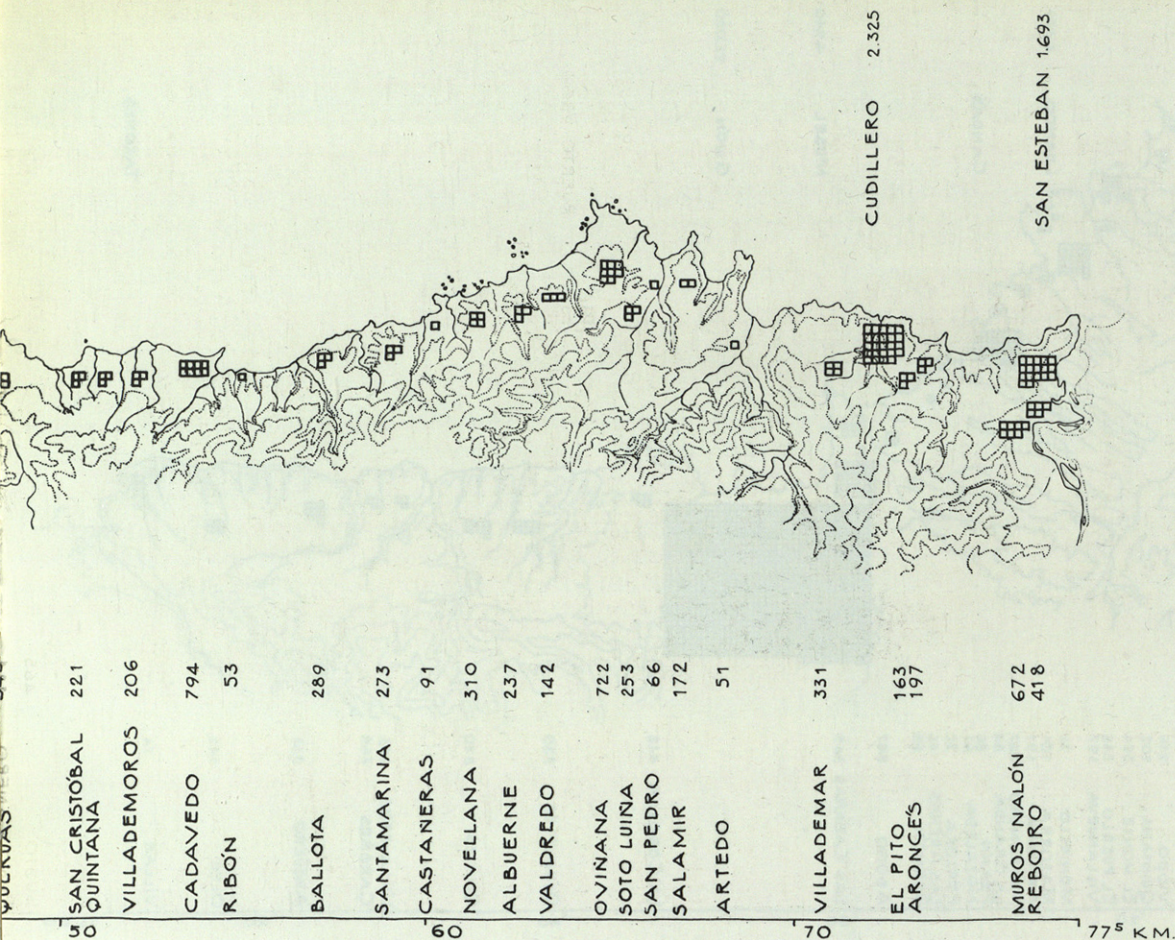 CUDILLERO 2.325
SAN ESTEBAN 1.693
SAN CRISTÓBAL 221
QUINTANA
VILLADEMOROS 206
CADAVEDO 794
RIBÓN 53
BALLOTA 289
SANTAMARINA 273
CASTAÑERAS 91
NOVELLANA 310
ALBUERNE 237
VALDREDO 142
OVIÑANA 722
SOTO LUIÑA 253
SAN PEDRO 66
SALAMIR 172
ARTEDO 51
VILLADEMAR 331
EL PITO 163
ARONCÉS 197
MUROS NALÓN 672
REBOIRO 418
50 60 70 77⁵ KM.